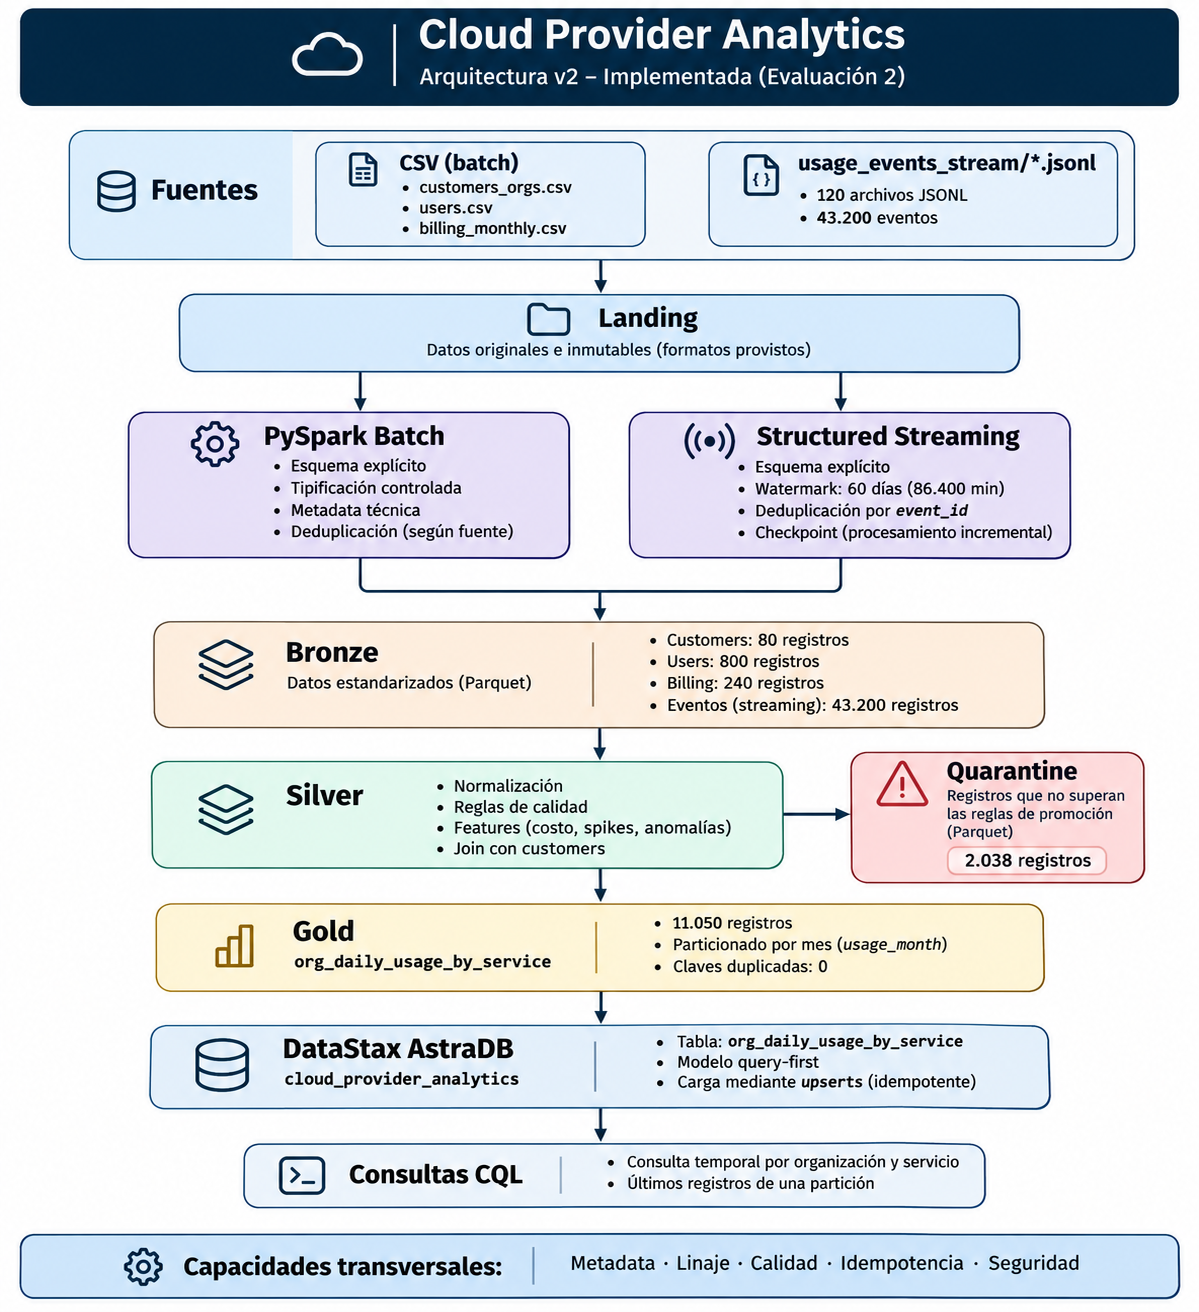 Cloud Provider Analytics
Arquitectura v2 – Implementada (Evaluación 2)
Fuentes
CSV (batch)
• customers_orgs.csv
• users.csv
• billing_monthly.csv
{ }
usage_events_stream/*.jsonl
• 120 archivos JSONL
• 43.200 eventos
Landing
Datos originales e inmutables (formatos provistos)
PySpark Batch
• Esquema explícito
• Tipificación controlada
• Metadata técnica
• Deduplicación (según fuente)
Structured Streaming
• Esquema explícito
• Watermark: 60 días (86.400 min)
• Deduplicación por event_id
• Checkpoint (procesamiento incremental)
Bronze
Datos estandarizados (Parquet)
• Customers: 80 registros
• Users: 800 registros
• Billing: 240 registros
• Eventos (streaming): 43.200 registros
Silver
• Normalización
• Reglas de calidad
• Features (costo, spikes, anomalías)
• Join con customers
Quarantine
Registros que no superan
las reglas de promoción
(Parquet)
2.038 registros
Gold
org_daily_usage_by_service
• 11.050 registros
• Particionado por mes (usage_month)
• Claves duplicadas: 0
DataStax AstraDB
cloud_provider_analytics
• Tabla: org_daily_usage_by_service
• Modelo query-first
• Carga mediante upserts (idempotente)
Consultas CQL
• Consulta temporal por organización y servicio
• Últimos registros de una partición
Capacidades transversales:
Metadata · Linaje · Calidad · Idempotencia · Seguridad